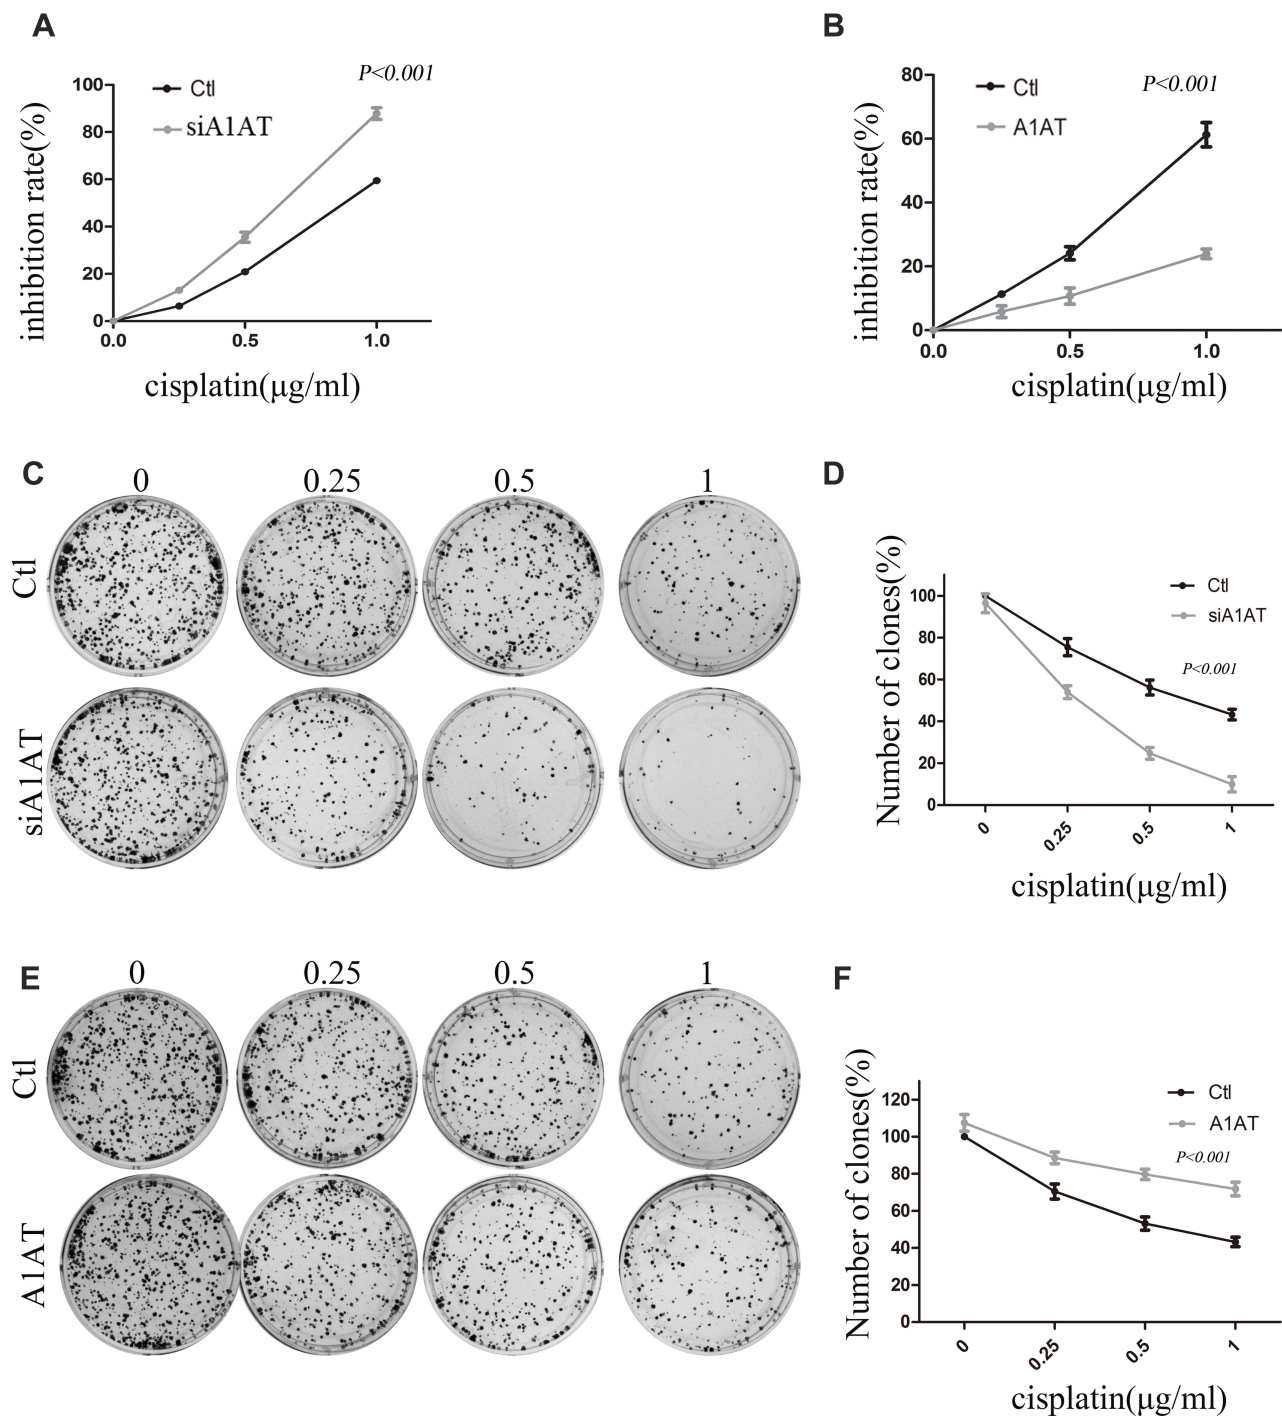 A
P<0.001
Ctl
siA1AT
inhibition rate(%)
100
80
60
40
20
0
0.0
0.5
1.0
cisplatin(μg/ml)
B
P<0.001
Ctl
A1AT
inhibition rate(%)
80
60
40
20
0
0.0
0.5
1.0
cisplatin(μg/ml)
C
0
0.25
0.5
1
Ctl
siA1AT
D
Number of clones(%)
100
80
60
40
20
0
Ctl
siA1AT
P<0.001
0
0.25
0.5
1
cisplatin(μg/ml)
E
0
0.25
0.5
1
Ctl
A1AT
F
Number of clones(%)
120
100
80
60
40
20
0
Ctl
A1AT
P<0.001
0
0.25
0.5
1
cisplatin(μg/ml)